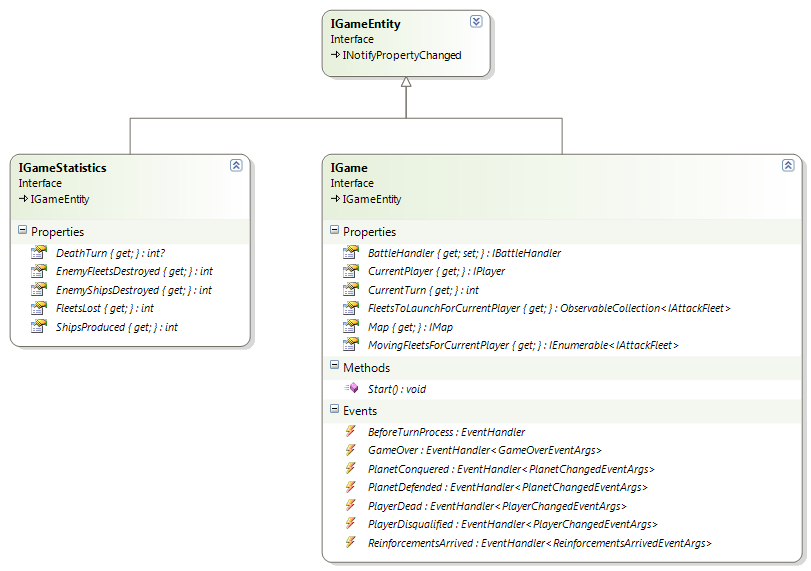 IGameEntity
Interface
INotifyPropertyChanged
IGameStatistics
Interface
IGameEntity
Properties
DeathTurn { get; } : int?
EnemyFleetsDestroyed { get; } : int
EnemyShipsDestroyed { get; } : int
FleetsLost { get; } : int
ShipsProduced { get; } : int
IGame
Interface
IGameEntity
Properties
BattleHandler { get; set; } : IBattleHandler
CurrentPlayer { get; } : IPlayer
CurrentTurn { get; } : int
FleetsToLaunchForCurrentPlayer { get; } : ObservableCollection<IAttackFleet>
Map { get; } : IMap
MovingFleetsForCurrentPlayer { get; } : IEnumerable<IAttackFleet>
Methods
Start() : void
Events
BeforeTurnProcess : EventHandler
GameOver : EventHandler<GameOverEventArgs>
PlanetConquered : EventHandler<PlanetChangedEventArgs>
PlanetDefended : EventHandler<PlanetChangedEventArgs>
PlayerDead : EventHandler<PlayerChangedEventArgs>
PlayerDisqualified : EventHandler<PlayerChangedEventArgs>
ReinforcementsArrived : EventHandler<ReinforcementsArrivedEventArgs>